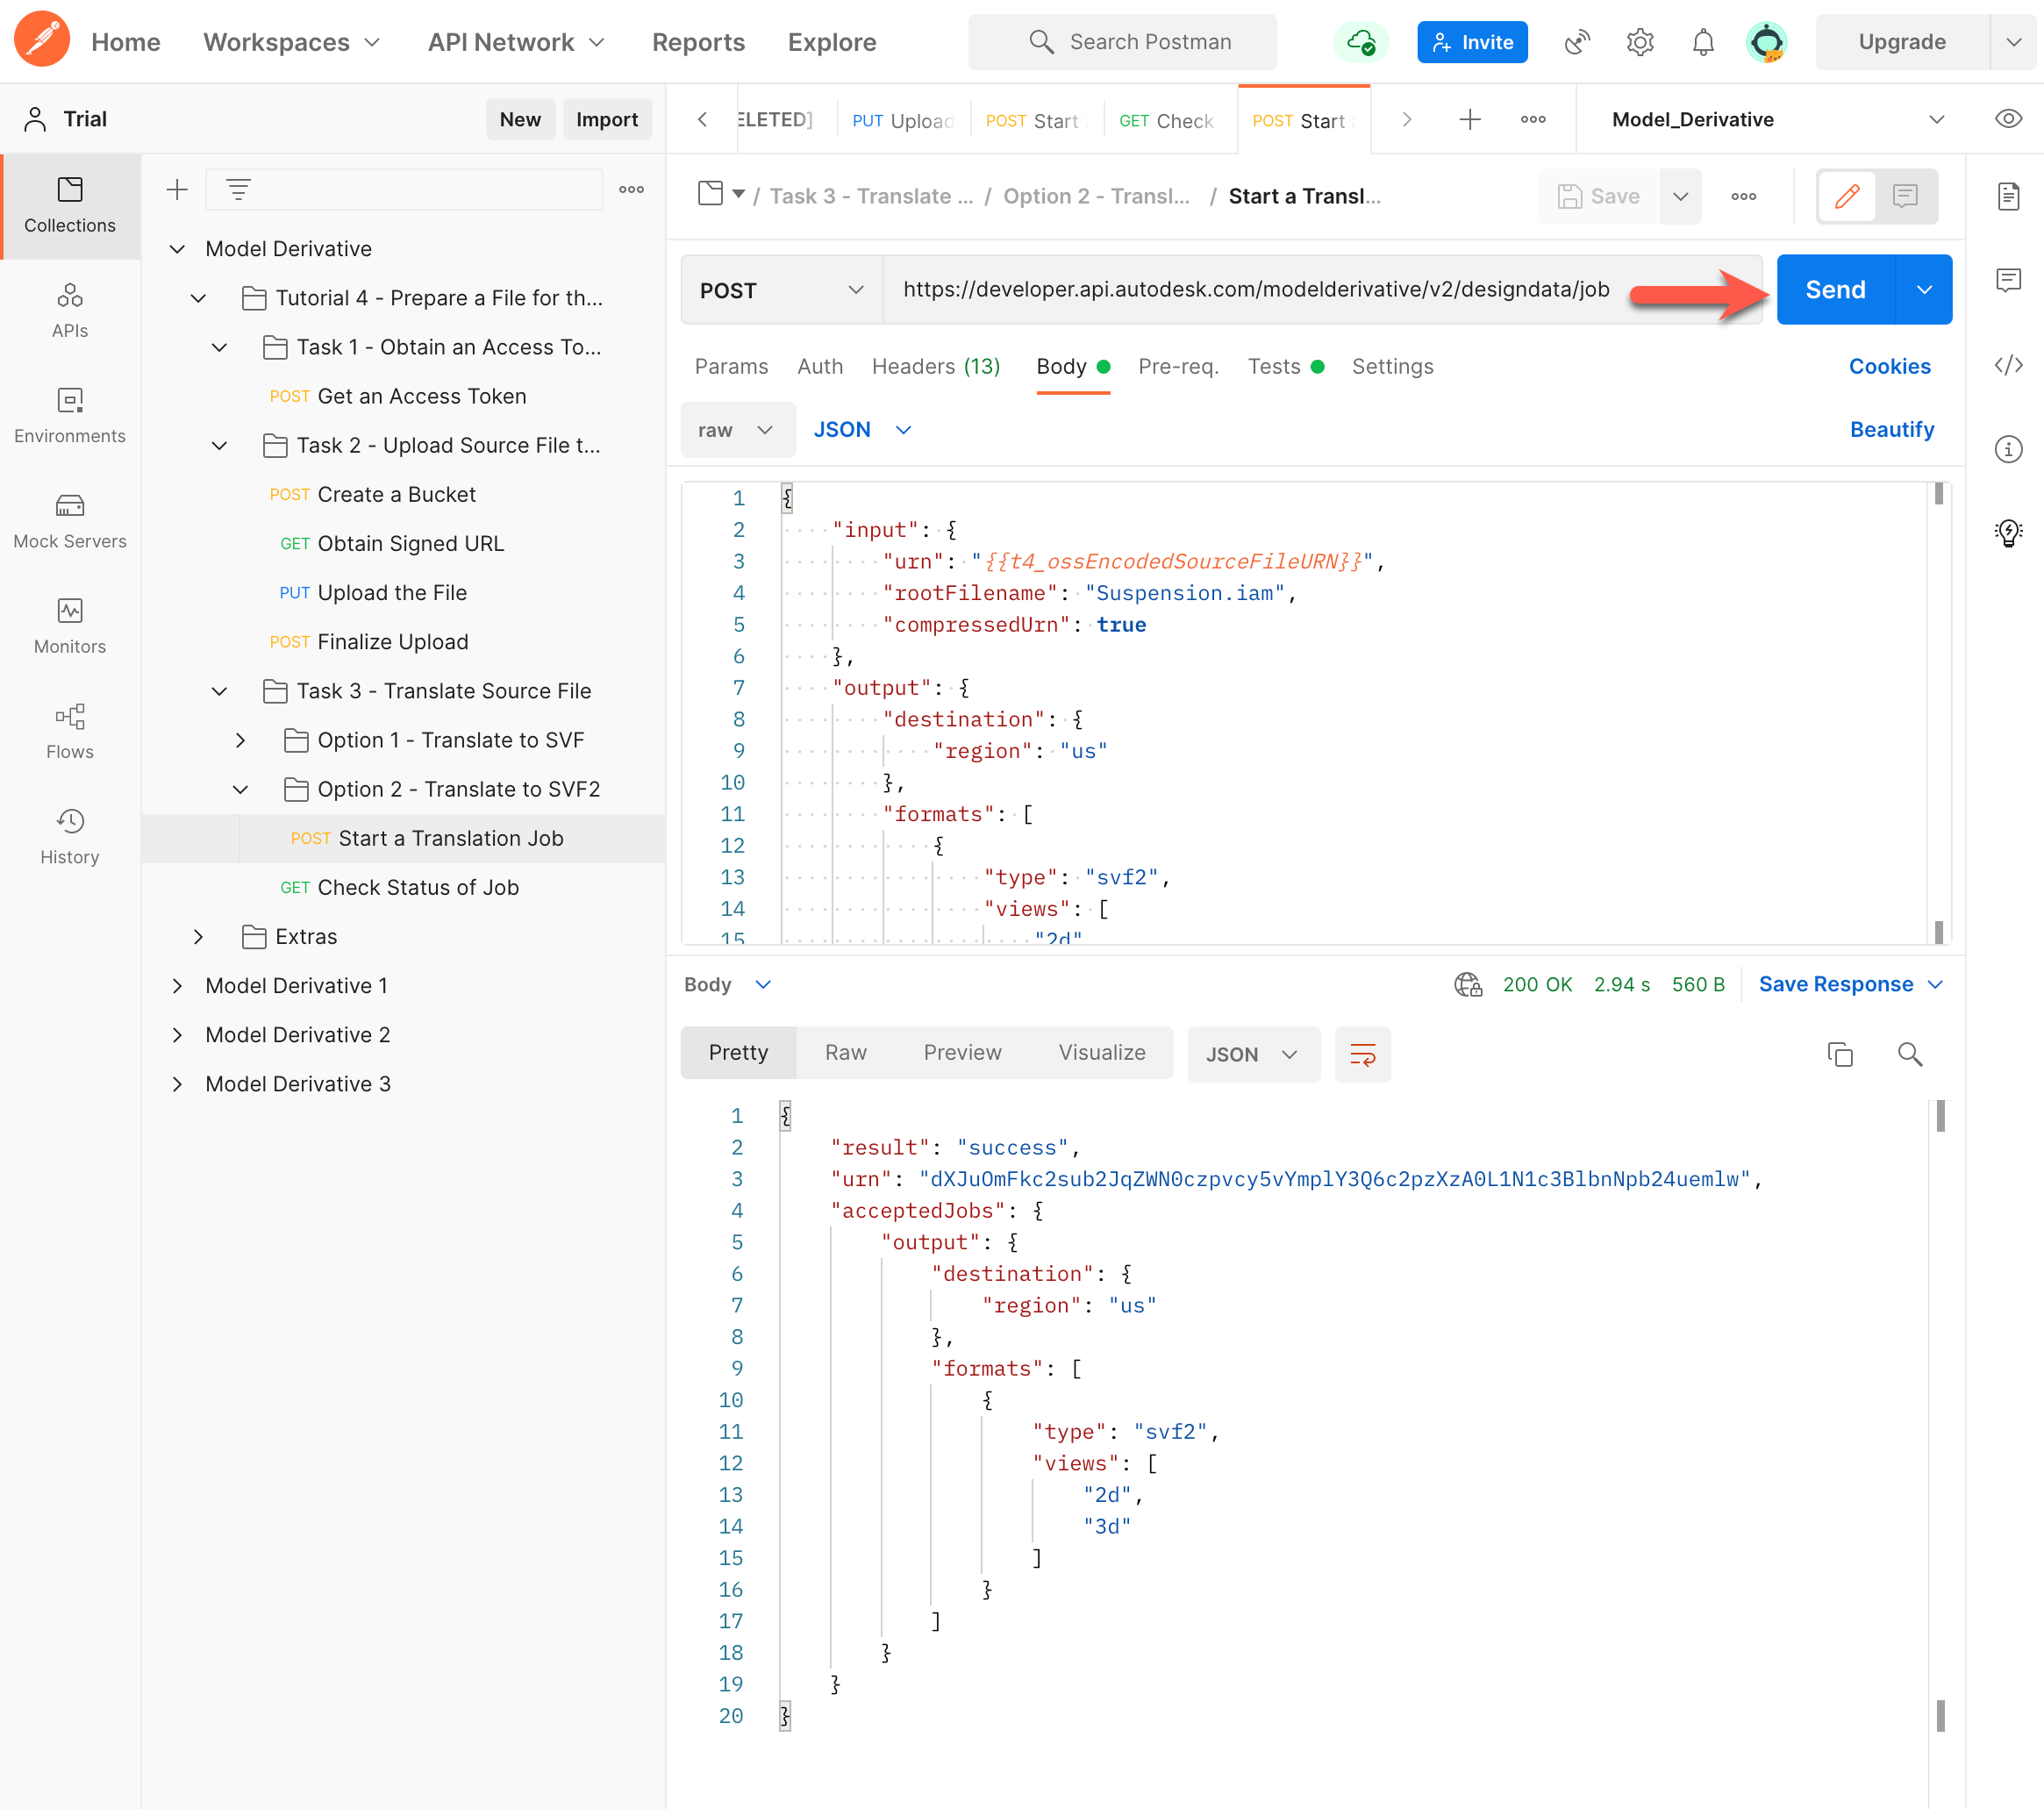 Home Workspaces API Network Reports Explore Search Postman Invite Upgrade
Trial New Import
ELETED] PUT Upload POST Start GET Check POST Start Model_Derivative
Collections
APIs
Environments
Mock Servers
Monitors
Flows
History
Model Derivative
Tutorial 4 - Prepare a File for th...
Task 1 - Obtain an Access To...
POST Get an Access Token
Task 2 - Upload Source File t...
POST Create a Bucket
GET Obtain Signed URL
PUT Upload the File
POST Finalize Upload
Task 3 - Translate Source File
Option 1 - Translate to SVF
Option 2 - Translate to SVF2
POST Start a Translation Job
GET Check Status of Job
Extras
Model Derivative 1
Model Derivative 2
Model Derivative 3
/ Task 3 - Translate ... / Option 2 - Transl... / Start a Transl... Save
POST https://developer.api.autodesk.com/modelderivative/v2/designdata/job Send
Params Auth Headers (13) Body Pre-req. Tests Settings Cookies
raw JSON Beautify
1 {
2 "input": {
3 "urn": "{{t4_ossEncodedSourceFileURN}}",
4 "rootFilename": "Suspension.iam",
5 "compressedUrn": true
6 },
7 "output": {
8 "destination": {
9 "region": "us"
10 },
11 "formats": [
12 {
13 "type": "svf2",
14 "views": [
15 "2d"
Body 200 OK 2.94 s 560 B Save Response
Pretty Raw Preview Visualize JSON
1 {
2 "result": "success",
3 "urn": "dXJuOmFkc2sub2JqZWN0czpvcy5vYmplY3Q6c2pzXzA0L1N1c3BlbnNpb24uemlw",
4 "acceptedJobs": {
5 "output": {
6 "destination": {
7 "region": "us"
8 },
9 "formats": [
10 {
11 "type": "svf2",
12 "views": [
13 "2d",
14 "3d"
15 ]
16 }
17 ]
18 }
19 }
20 }